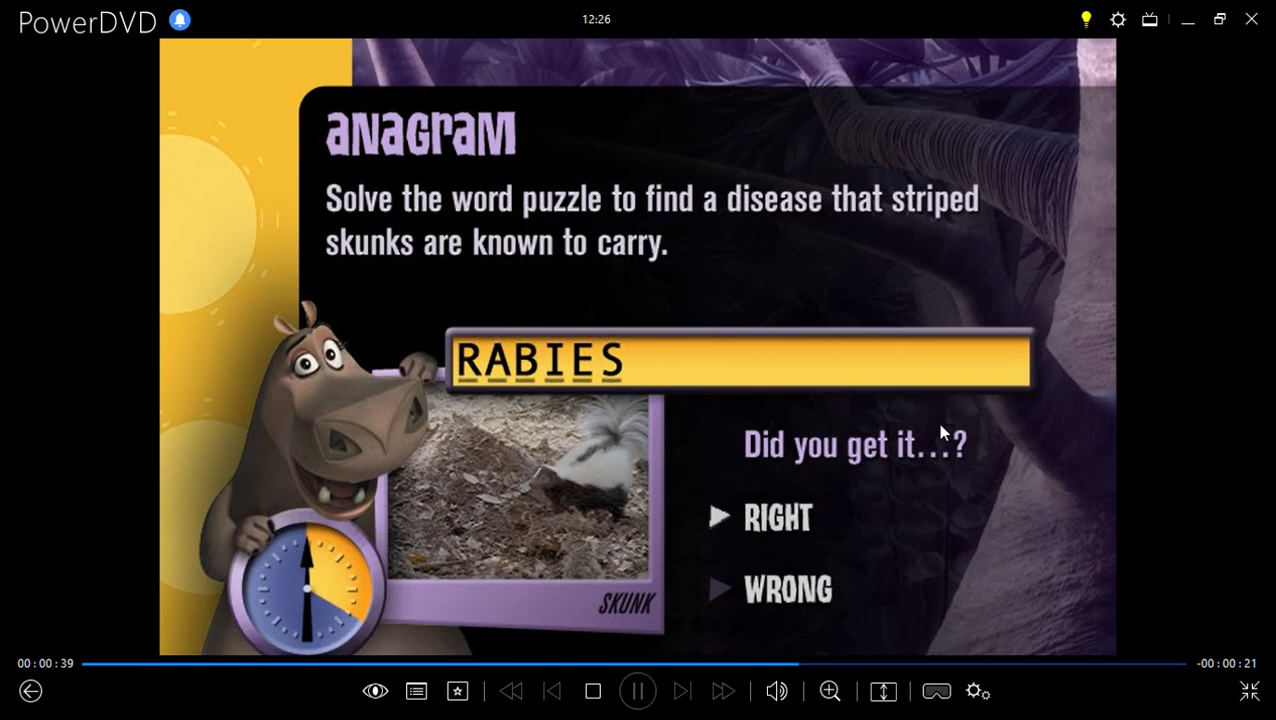 PowerDVD
12:26
ANAGRAM
Solve the word puzzle to find a disease that striped
skunks are known to carry.
RABIES
Did you get it...?
RIGHT
WRONG
SKUNK
00:00:39
-00:00:21